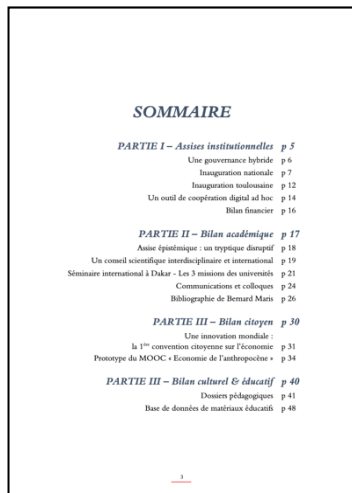 SOMMAIRE
PARTIE I – Assises institutionnelles p 5
Une gouvernance hybride p 6
Inauguration nationale p 7
Inauguration toulousaine p 12
Un outil de coopération digital ad hoc p 14
Bilan financier p 16
PARTIE II – Bilan académique p 17
Assise épistémique : un tryptique disruptif p 18
Un conseil scientifique interdisciplinaire et international p 19
Séminaire international à Dakar - Les 3 missions des universités p 21
Communications et colloques p 24
Bibliographie de Bernard Maris p 26
PARTIE III – Bilan citoyen p 30
Une innovation mondiale :
la 1ère convention citoyenne sur l'économie p 31
Prototype du MOOC « Economie de l'anthropocène » p 34
PARTIE III – Bilan culturel & éducatif p 40
Dossiers pédagogiques p 41
Base de données de matériaux éducatifs p 48
3